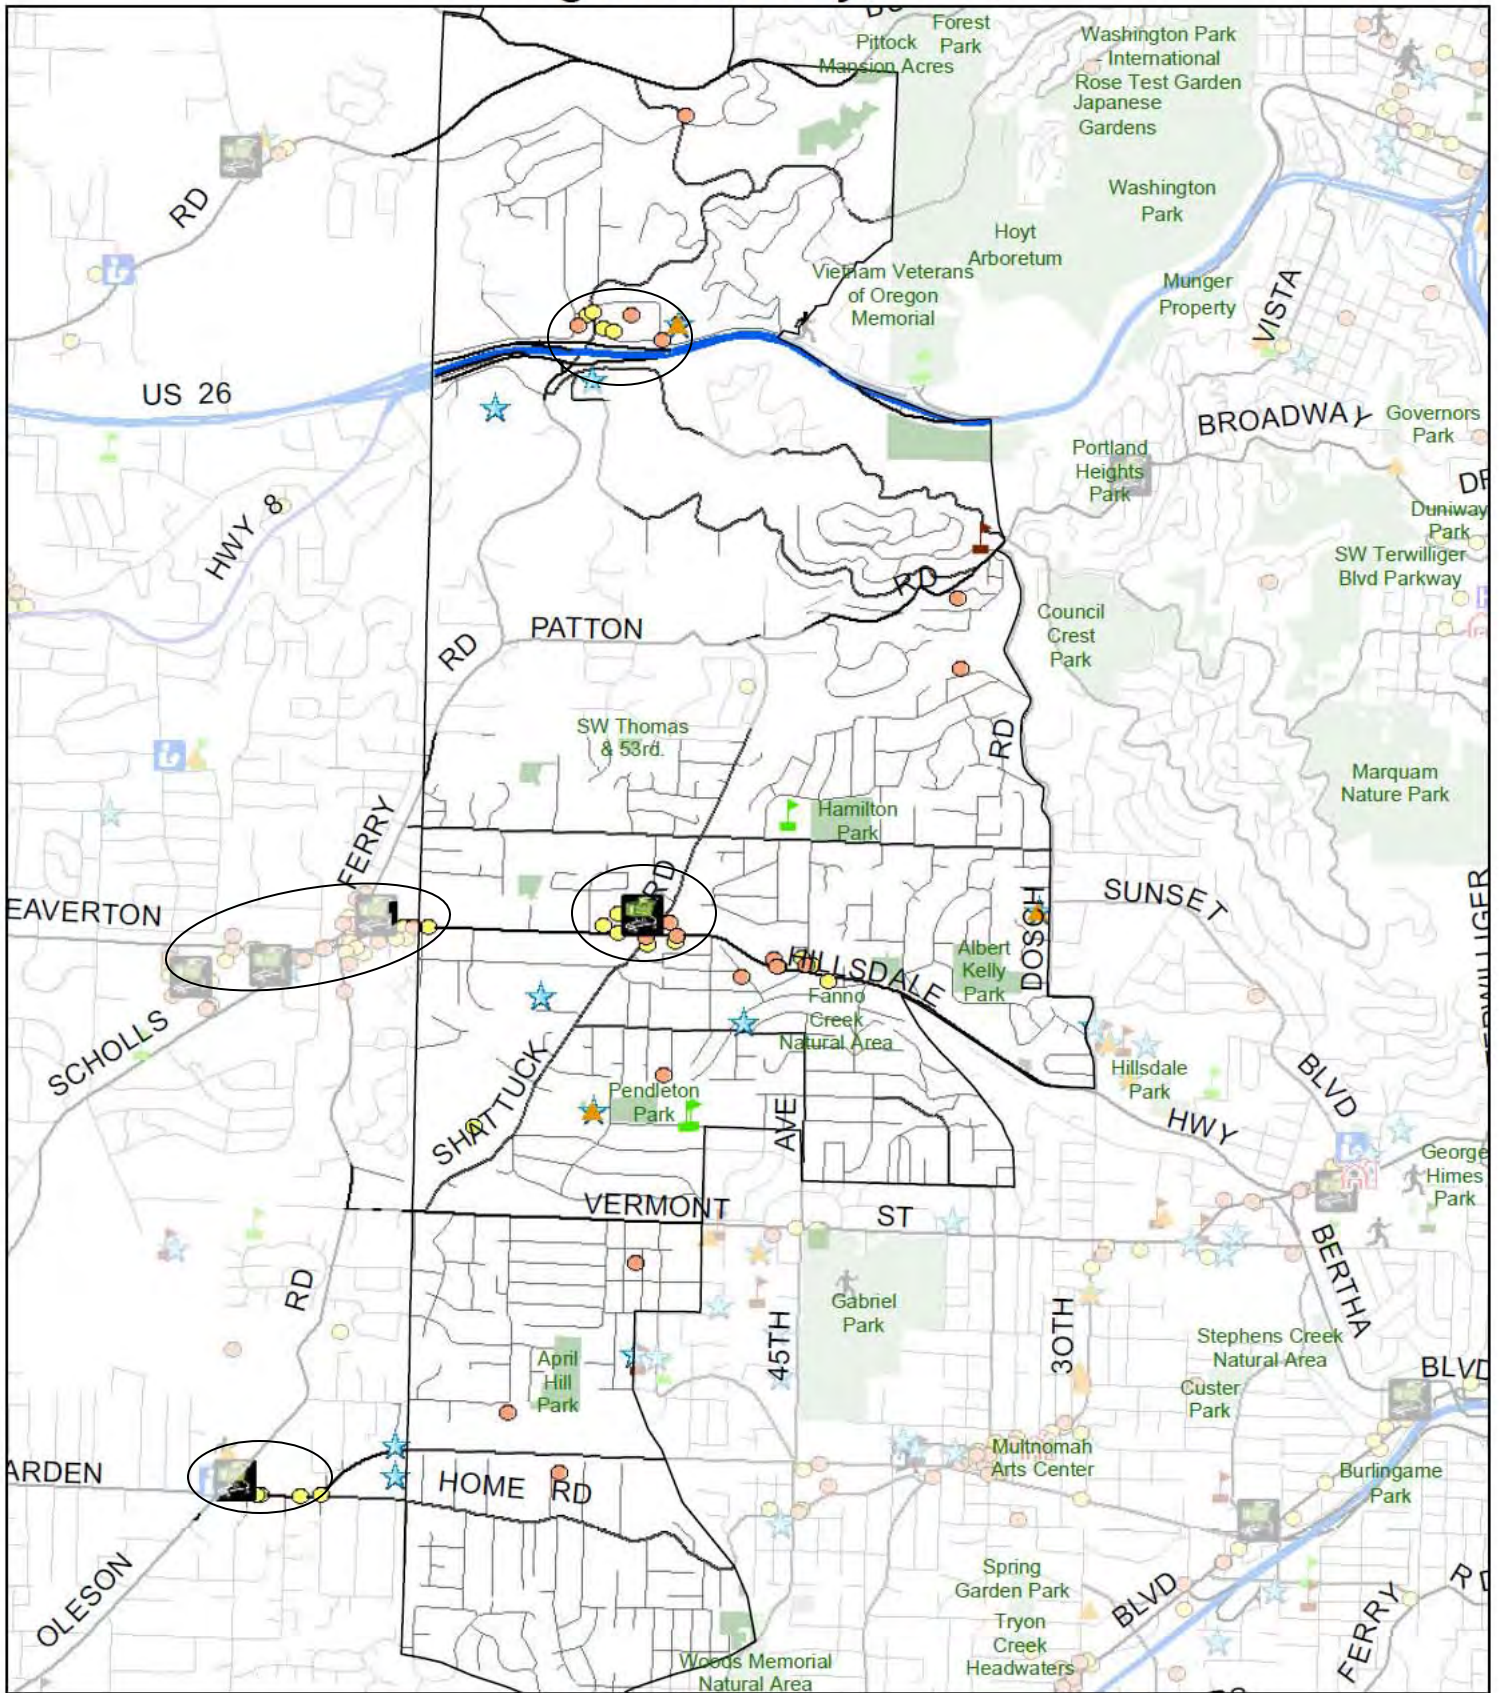 Forest
Park
Pittock
Mansion Acres
Washington Park
- International
Rose Test Garden
Japanese
Gardens
Washington
Park
Hoyt
Arboretum
RD
Vietnam Veterans
of Oregon
Memorial
Munger
Property
VISTA
US 26
BROADWAY
Governors
Park
Portland
Heights
Park
HWY 8
Duniway
Park
SW Terwilliger
Blvd Parkway
RD
PATTON
RD
Council
Crest
Park
SW Thomas
& 53rd.
RD
Marquam
Nature Park
Hamilton
Park
FERRY
RD
EAVERTON
SUNSET
DOSCH
HILLSDALE
Albert
Kelly
Park
Fanno
Creek
Natural Area
SCHOLLS
SHATTUCK
Pendleton
Park
AVE
Hillsdale
Park
BLVD
HWY
George
Himes
Park
VERMONT
ST
BERTHA
RD
Gabriel
Park
45TH
30TH
Stephens Creek
Natural Area
April
Hill
Park
Custer
Park
BLVD
Multnomah
Arts Center
ARDEN
HOME RD
Burlingame
Park
OLESON
Spring
Garden Park
BLVD
Tryon
Creek
Headwaters
FERRY
Woods Memorial
Natural Area